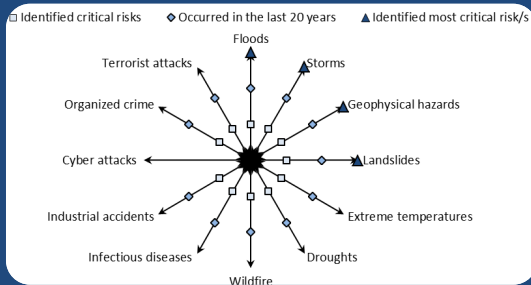 Identified critical risks Occurred in the last 20 years Identified most critical risk/s
Floods
Terrorist attacks Storms
Organized crime Geophysical hazards
Cyber attacks Landslides
Industrial accidents Extreme temperatures
Infectious diseases Droughts
Wildfire